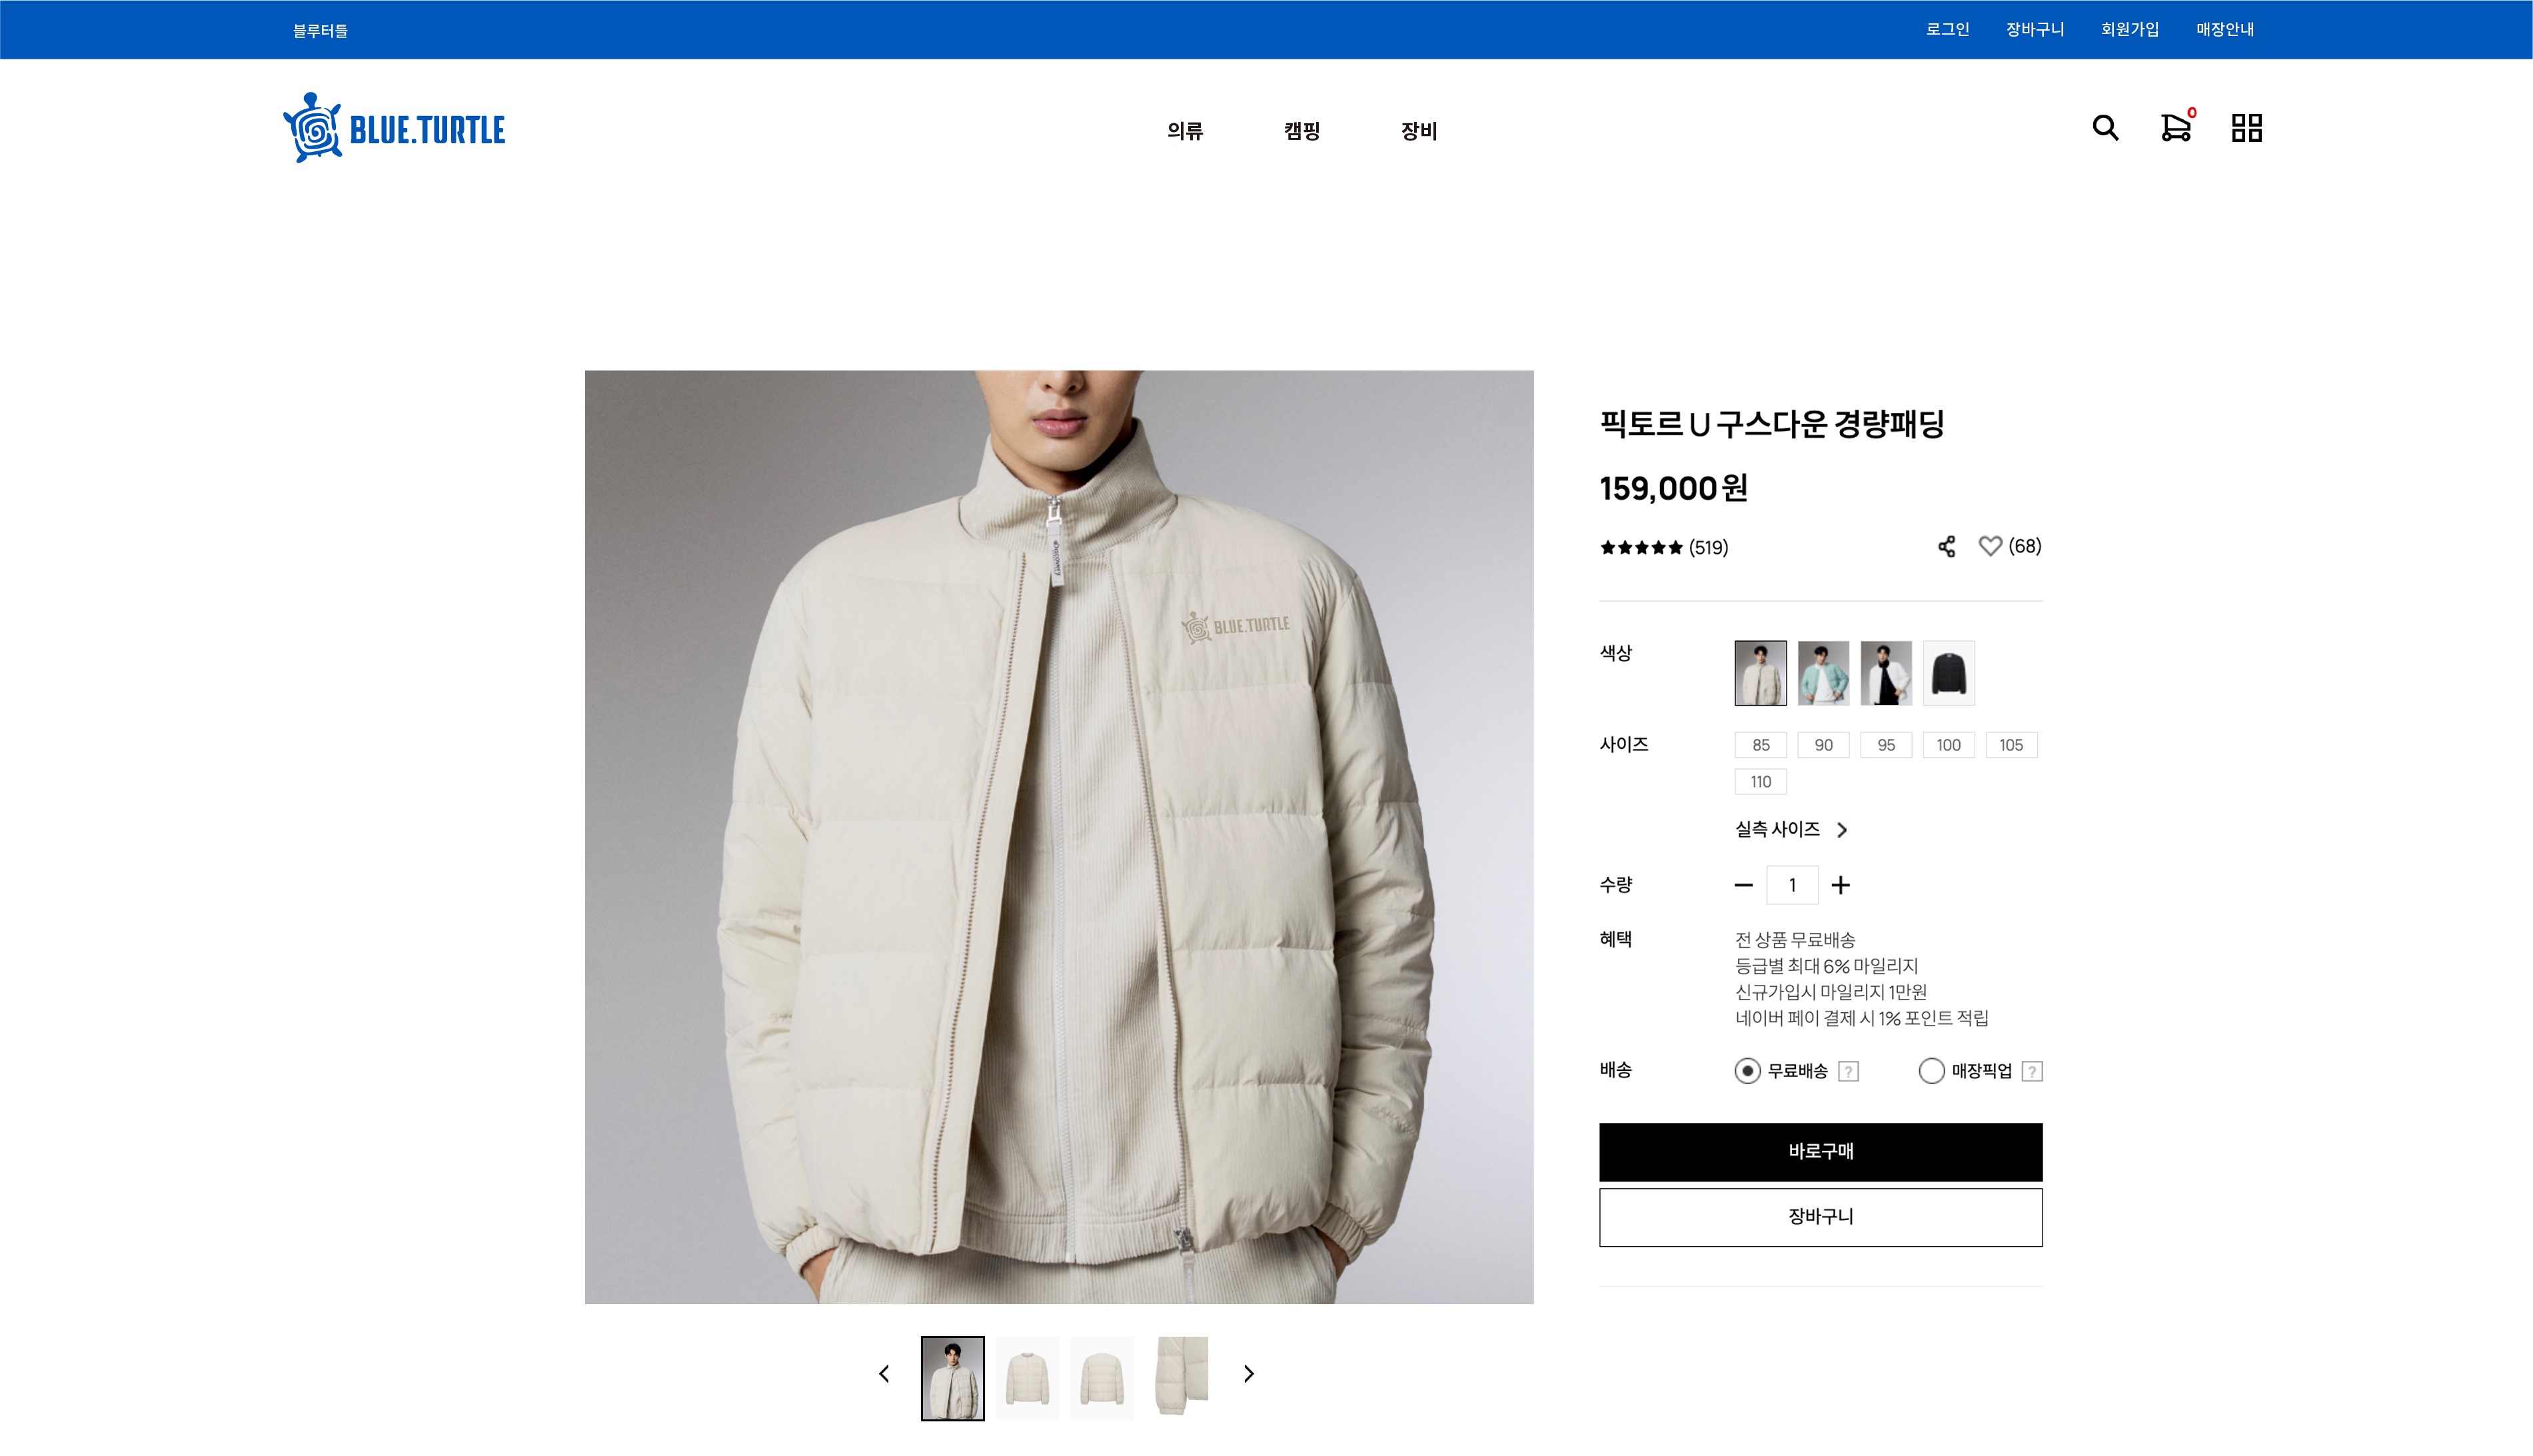 블루터틀
로그인 장바구니 회원가입 매장안내
BLUE.TURTLE
의류 캠핑 장비
0
픽토르 U 구스다운 경량패딩
159,000원
★★★★★ (519)
(68)
Discovery
BLUE.TURTLE
색상
사이즈
85 90 95 100 105
110
실측 사이즈 >
수량
− 1 +
혜택
전 상품 무료배송
등급별 최대 6% 마일리지
신규가입시 마일리지 1만원
네이버 페이 결제 시 1% 포인트 적립
배송
무료배송 ? 매장픽업 ?
바로구매
장바구니